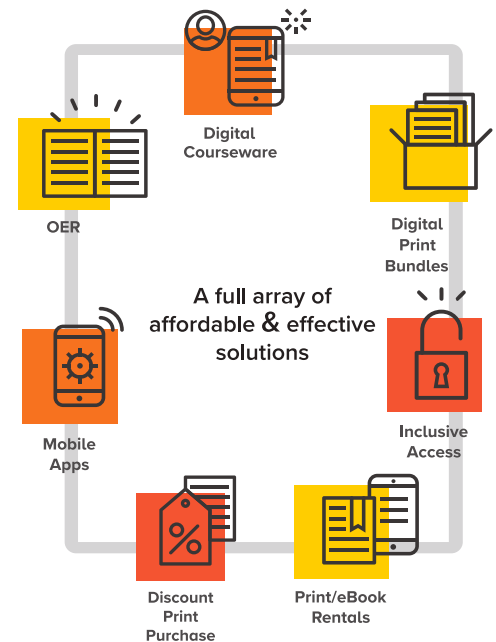 Digital
Courseware
OER
Digital
Print
Bundles
A full array of
affordable & effective
solutions
Mobile
Apps
Inclusive
Access
%
Discount
Print
Purchase
Print/eBook
Rentals